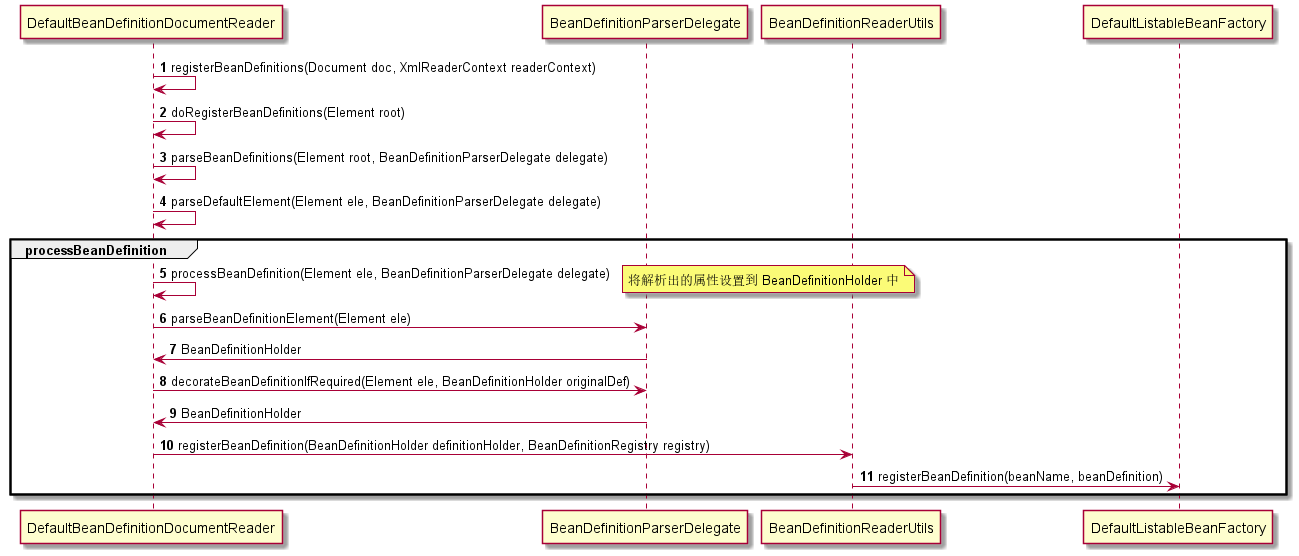 DefaultBeanDefinitionDocumentReader BeanDefinitionParserDelegate BeanDefinitionReaderUtils DefaultListableBeanFactory
1 registerBeanDefinitions(Document doc, XmlReaderContext readerContext)
2 doRegisterBeanDefinitions(Element root)
3 parseBeanDefinitions(Element root, BeanDefinitionParserDelegate delegate)
4 parseDefaultElement(Element ele, BeanDefinitionParserDelegate delegate)
processBeanDefinition
5 processBeanDefinition(Element ele, BeanDefinitionParserDelegate delegate)
将解析出的属性设置到 BeanDefinitionHolder 中
6 parseBeanDefinitionElement(Element ele)
7 BeanDefinitionHolder
8 decorateBeanDefinitionIfRequired(Element ele, BeanDefinitionHolder originalDef)
9 BeanDefinitionHolder
10 registerBeanDefinition(BeanDefinitionHolder definitionHolder, BeanDefinitionRegistry registry)
11 registerBeanDefinition(beanName, beanDefinition)
DefaultBeanDefinitionDocumentReader BeanDefinitionParserDelegate BeanDefinitionReaderUtils DefaultListableBeanFactory